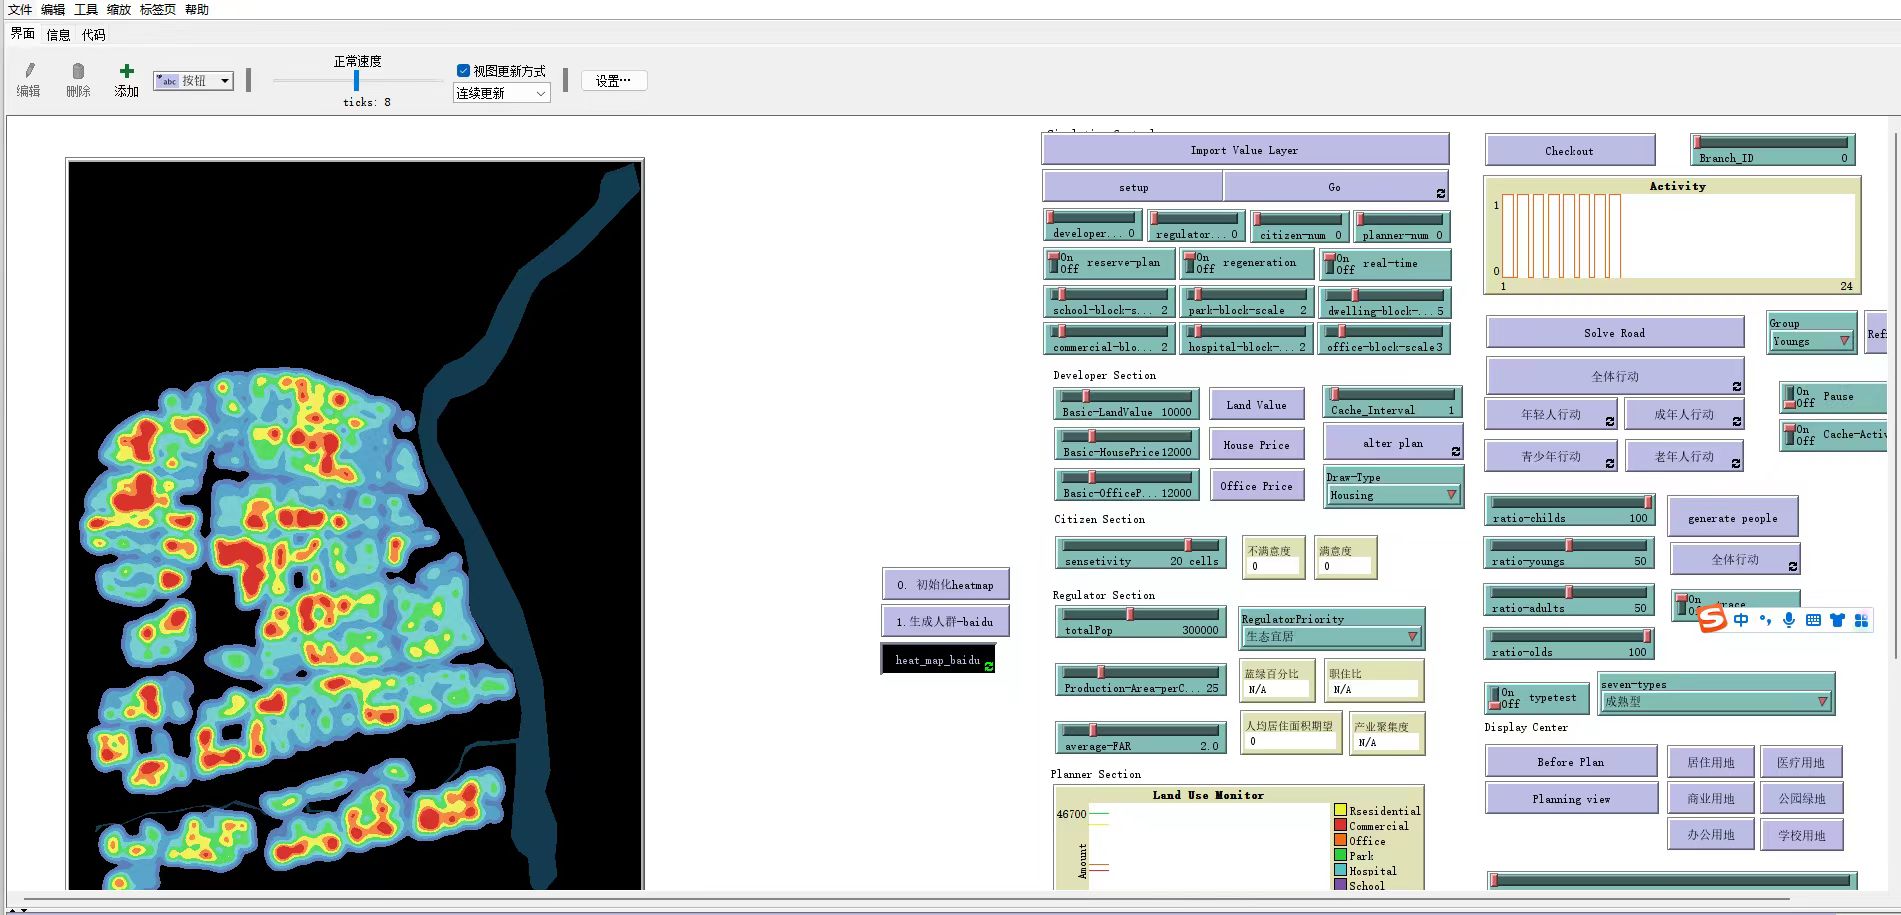 文件 编辑 工具 缩放 标签页 帮助
界面 信息 代码
编辑 删除 添加
abc 按钮
正常速度
ticks: 8
视图更新方式
连续更新
设置…
Import Value Layer
setup
Go
developer... 0
regulator... 0
citizen-num 0
planner-num 0
On
Off
reserve-plan
On
Off
regeneration
On
Off
real-time
school-block-s... 2
park-block-scale 2
dwelling-block-... 5
commercial-blo... 2
hospital-block-... 2
office-block-scale 3
Developer Section
Basic-LandValue 10000
Land Value
Cache_Interval 1
Basic-HousePrice 12000
House Price
alter plan
Basic-OfficeP... 12000
Office Price
Draw-Type
Housing
Citizen Section
sensetivity 20 cells
不满意度
0
满意度
0
Regulator Section
totalPop 300000
RegulatorPriority
生态宜居
Production-Area-perC... 25
蓝绿百分比
N/A
职住比
N/A
average-FAR 2.0
人均居住面积期望
0
产业聚集度
N/A
Planner Section
Land Use Monitor
46700
Amount
Rsesidential
Commercial
Office
Park
Hospital
School
0. 初始化heatmap
1.生成人群-baidu
heat_map_baidu
Checkout
Branch_ID 0
Activity
1
0
1
24
Solve Road
Group
Youngs
全体行动
年轻人行动
成年人行动
青少年行动
老年人行动
On
Off
Pause
On
Off
Cache-Activ
ratio-childs 100
generate people
ratio-youngs 50
全体行动
ratio-adults 50
On
trace
中
ratio-olds 100
On
Off
typetest
seven-types
成熟型
Display Center
Before Plan
居住用地
医疗用地
Planning view
商业用地
公园绿地
办公用地
学校用地